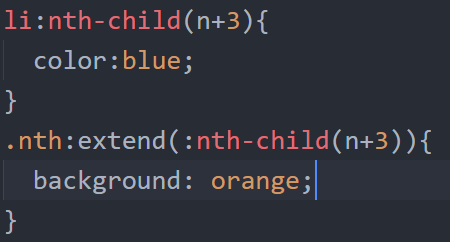 li:nth-child(n+3){
  color:blue;
}
.nth:extend(:nth-child(n+3)){
  background: orange;
}